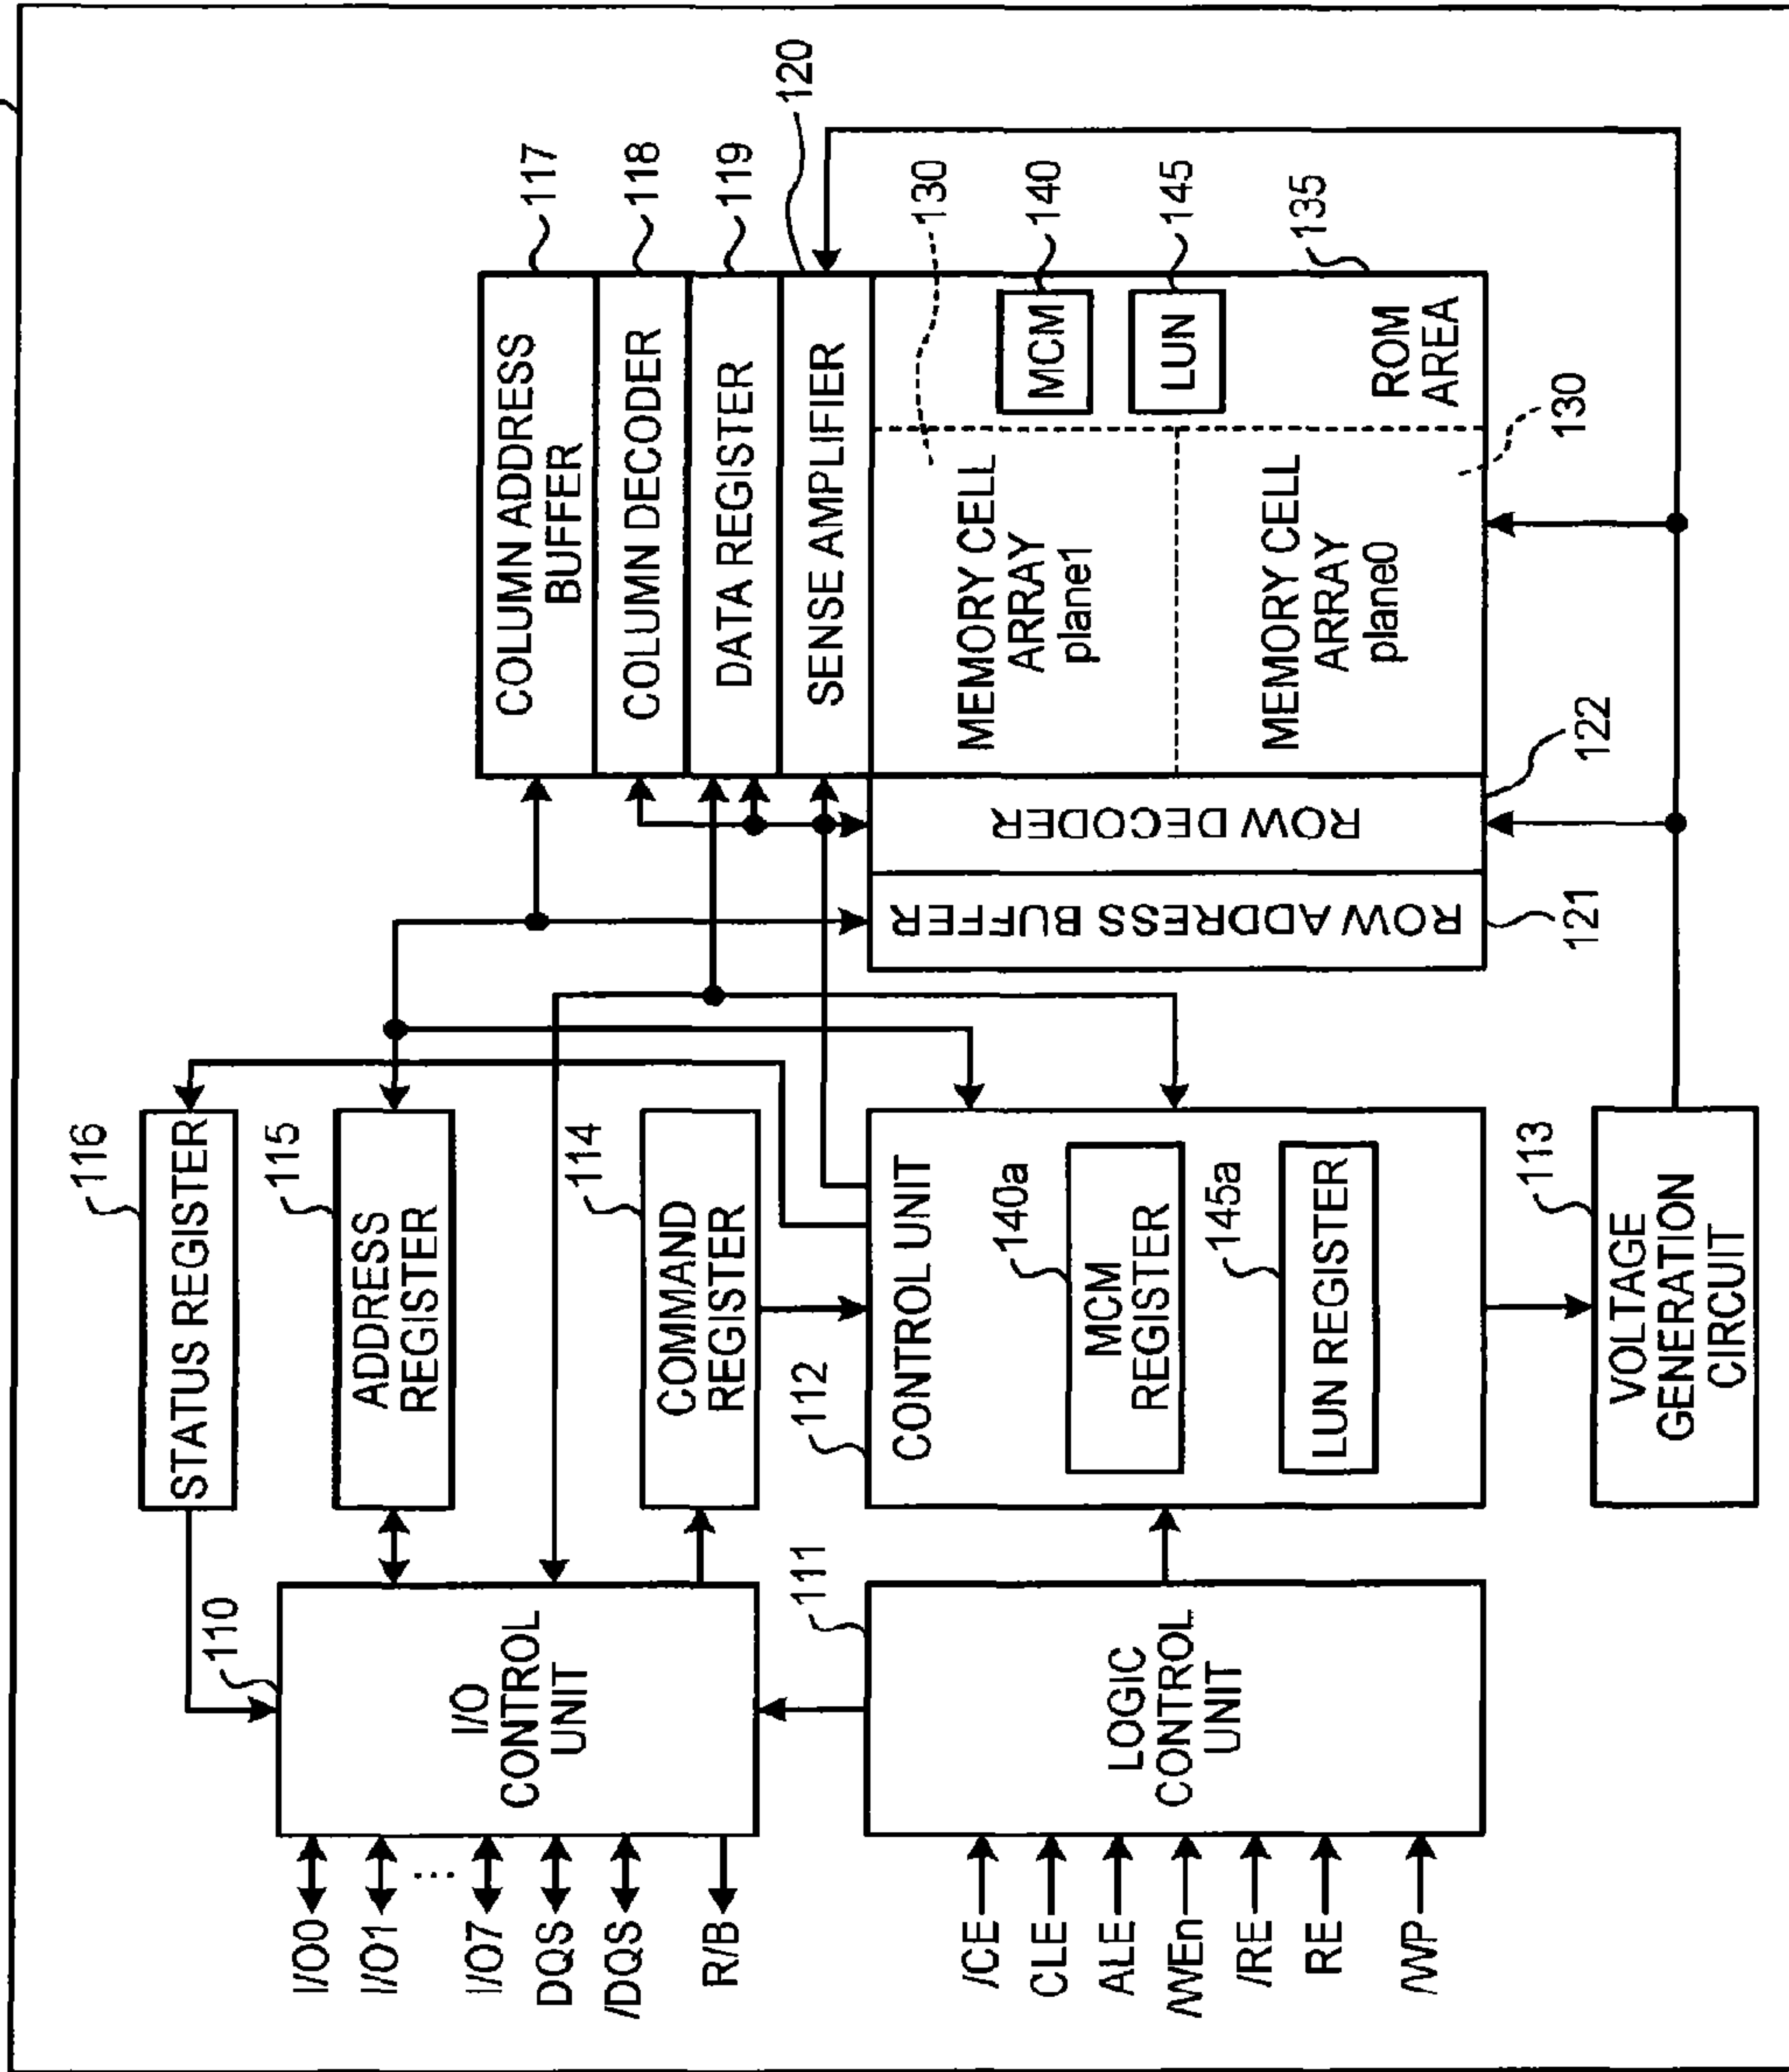 116
STATUS REGISTER
115
ADDRESS
REGISTER
114
COMMAND
REGISTER
110
I/O
CONTROL
UNIT
I/O0
I/O1
...
I/O7
DQS
/DQS
R/B
111
LOGIC
CONTROL
UNIT
/CE
CLE
ALE
/WEn
/RE
RE
/WP
112
CONTROL UNIT
140a
MCM
REGISTER
145a
LUN REGISTER
113
VOLTAGE
GENERATION
CIRCUIT
COLUMN ADDRESS
BUFFER
117
COLUMN DECODER
118
DATA REGISTER
119
SENSE AMPLIFIER
120
ROW ADDRESS BUFFER
121
ROW DECODER
122
MEMORY CELL
ARRAY
plane1
130
MEMORY CELL
ARRAY
plane0
130
MCM
140
LUN
145
ROM
AREA
135